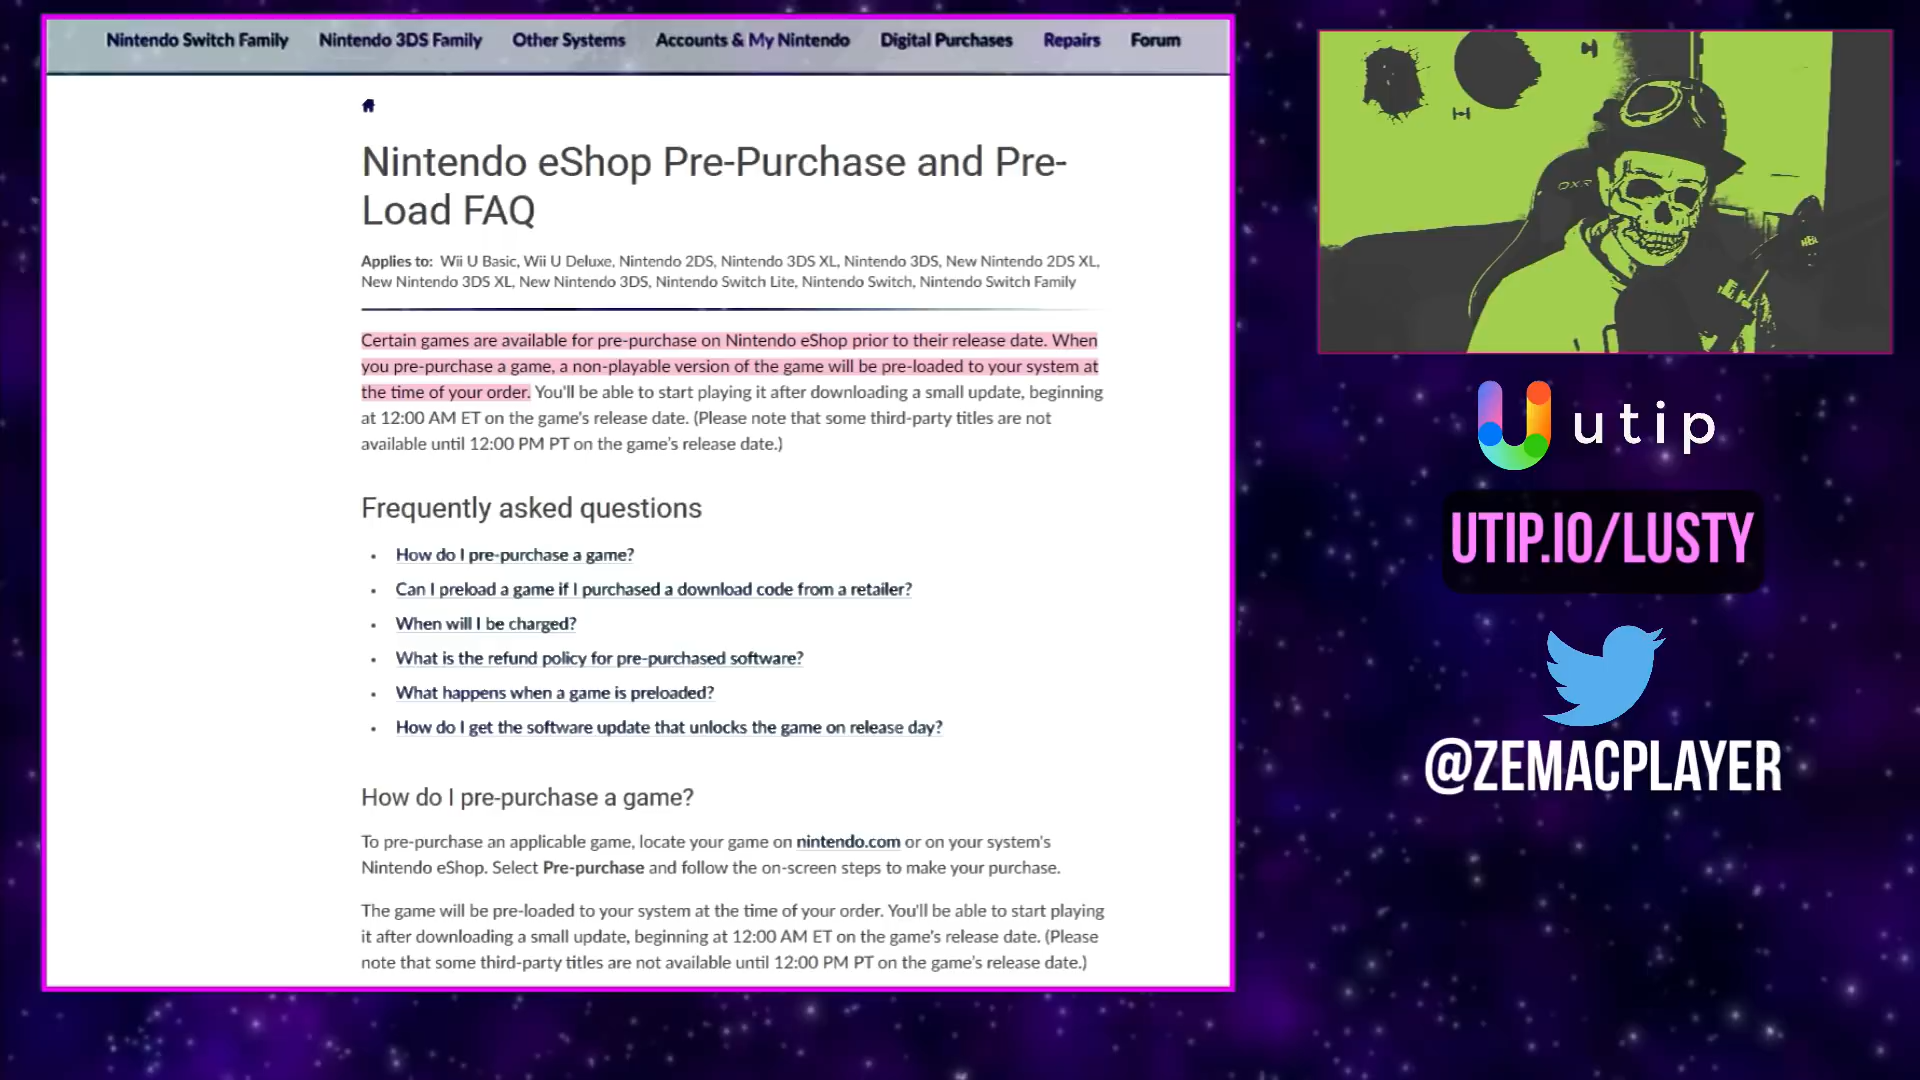 Nintendo Switch Family Nintendo 3DS Family Other Systems Accounts & My Nintendo Digital Purchases Repairs Forum
Nintendo eShop Pre-Purchase and Pre-
Load FAQ
Applies to: Wii U Basic, Wii U Deluxe, Nintendo 2DS, Nintendo 3DS XL, Nintendo 3DS, New Nintendo 2DS XL,
New Nintendo 3DS XL, New Nintendo 3DS, Nintendo Switch Lite, Nintendo Switch, Nintendo Switch Family
Certain games are available for pre-purchase on Nintendo eShop prior to their release date. When
you pre-purchase a game, a non-playable version of the game will be pre-loaded to your system at
the time of your order. You'll be able to start playing it after downloading a small update, beginning
at 12:00 AM ET on the game's release date. (Please note that some third-party titles are not
available until 12:00 PM PT on the game's release date.)
Frequently asked questions
• How do I pre-purchase a game?
• Can I preload a game if I purchased a download code from a retailer?
• When will I be charged?
• What is the refund policy for pre-purchased software?
• What happens when a game is preloaded?
• How do I get the software update that unlocks the game on release day?
How do I pre-purchase a game?
To pre-purchase an applicable game, locate your game on nintendo.com or on your system's
Nintendo eShop. Select Pre-purchase and follow the on-screen steps to make your purchase.
The game will be pre-loaded to your system at the time of your order. You'll be able to start playing
it after downloading a small update, beginning at 12:00 AM ET on the game's release date. (Please
note that some third-party titles are not available until 12:00 PM PT on the game's release date.)
utip
UTIP.IO/LUSTY
@ZEMACPLAYER